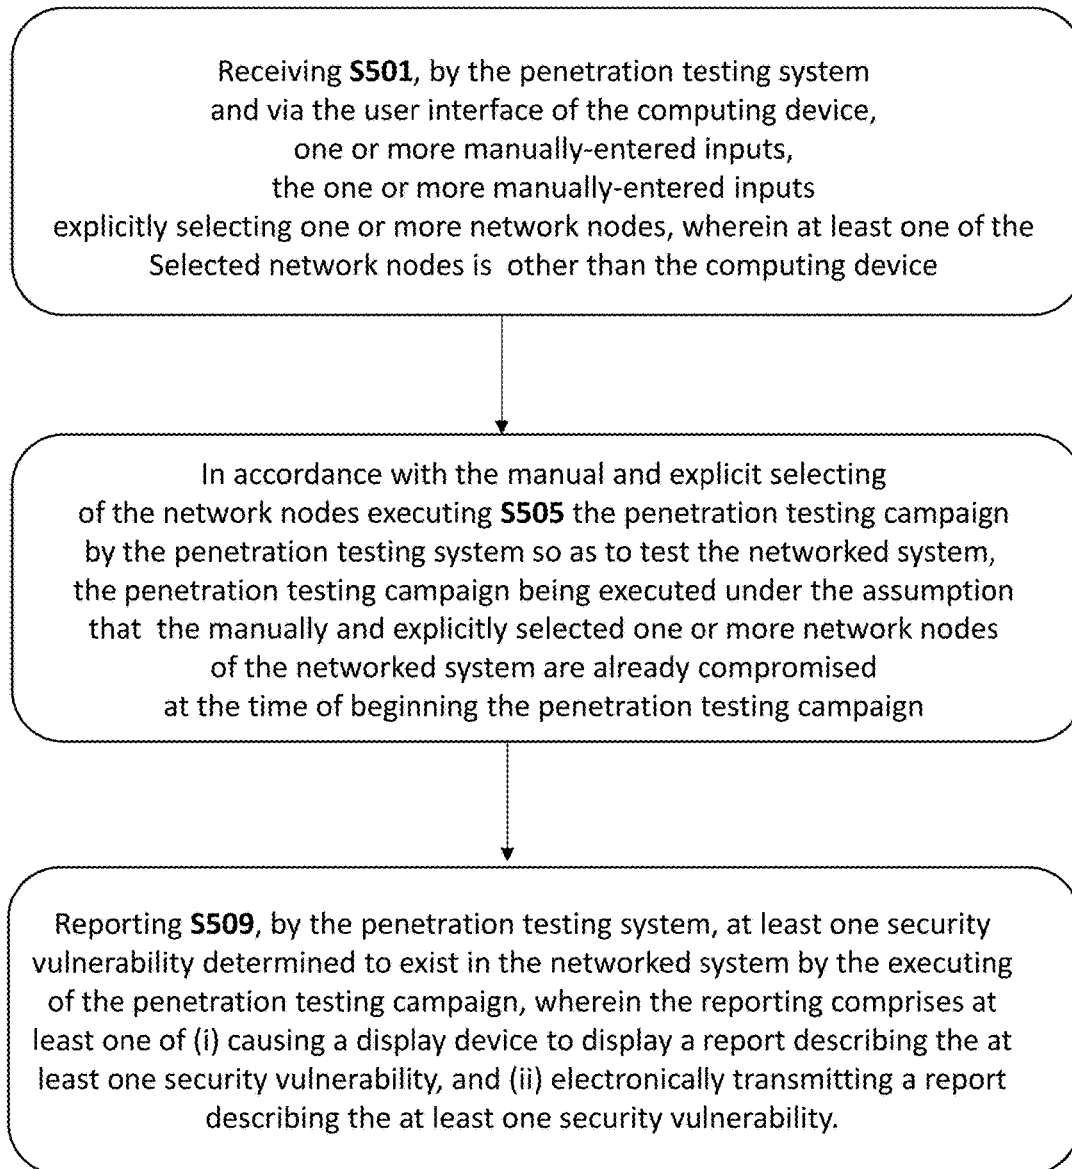 Receiving S501, by the penetration testing system
and via the user interface of the computing device,
one or more manually-entered inputs,
the one or more manually-entered inputs
explicitly selecting one or more network nodes, wherein at least one of the
Selected network nodes is other than the computing device
In accordance with the manual and explicit selecting
of the network nodes executing S505 the penetration testing campaign
by the penetration testing system so as to test the networked system,
the penetration testing campaign being executed under the assumption
that the manually and explicitly selected one or more network nodes
of the networked system are already compromised
at the time of beginning the penetration testing campaign
Reporting S509, by the penetration testing system, at least one security
vulnerability determined to exist in the networked system by the executing
of the penetration testing campaign, wherein the reporting comprises at
least one of (i) causing a display device to display a report describing the at
least one security vulnerability, and (ii) electronically transmitting a report
describing the at least one security vulnerability.